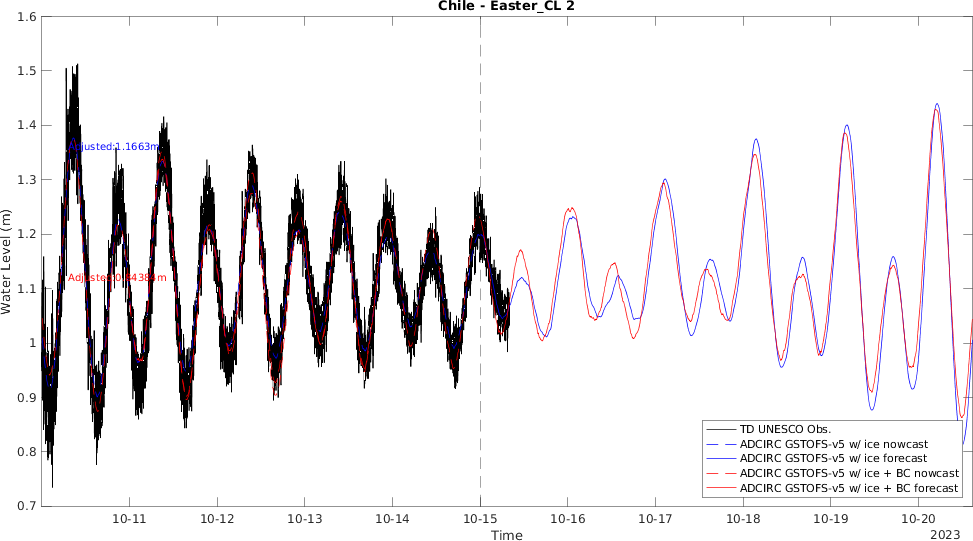 Chile - Easter_CL 2
Water Level (m)
1.6
1.5
1.4
1.3
1.2
1.1
1
0.9
0.8
0.7
Adjusted:1.1663m
10-11
10-12
10-13
10-14
10-15
10-16
10-17
10-18
10-19
10-20
Time
2023
TD UNESCO Obs.
ADCIRC GSTOFS-v5 w/ ice nowcast
ADCIRC GSTOFS-v5 w/ ice forecast
ADCIRC GSTOFS-v5 w/ ice + BC nowcast
ADCIRC GSTOFS-v5 w/ ice + BC forecast